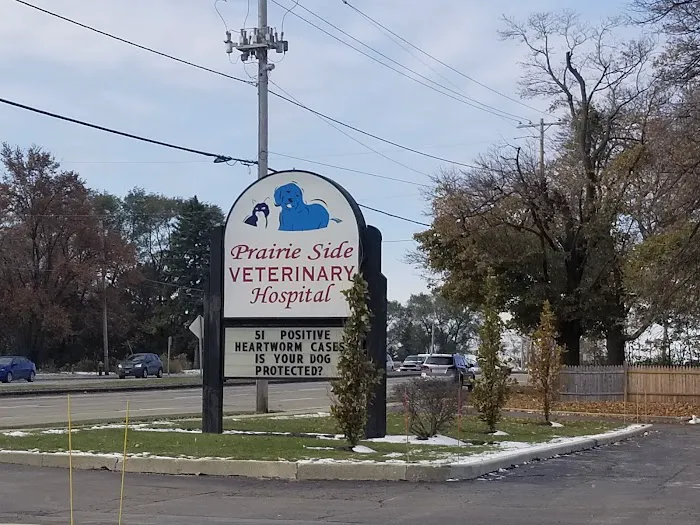 Prairie Side
VETERINARY
Hospital
51 POSITIVE
HEARTWORM CASES
IS YOUR DOG
PROTECTED?